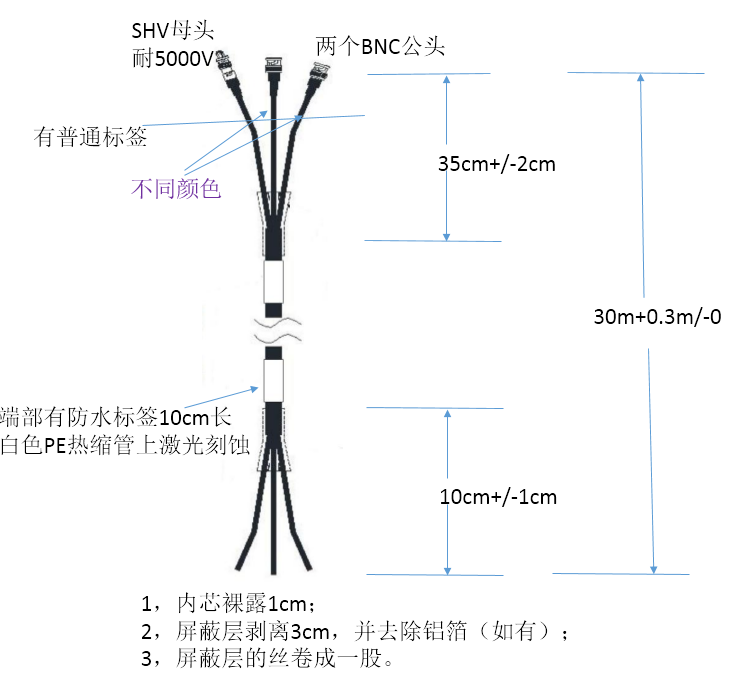 SHV母头
耐5000V
两个BNC公头
有普通标签
35cm+/-2cm
不同颜色
30m+0.3m/-0
端部有防水标签10cm长
白色PE热缩管上激光刻蚀
10cm+/-1cm
1，内芯裸露1cm；
2，屏蔽层剥离3cm，并去除铝箔（如有）；
3，屏蔽层的丝卷成一股。